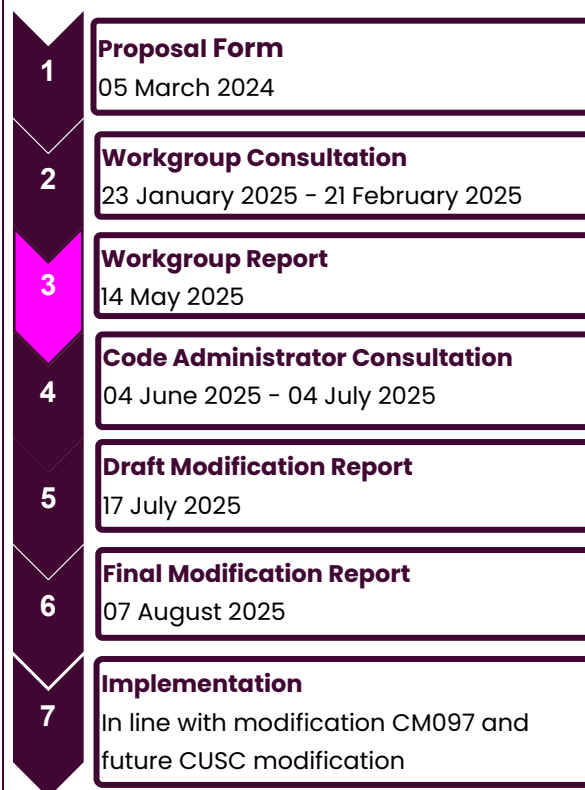 1
Proposal Form
05 March 2024
2
Workgroup Consultation
23 January 2025 - 21 February 2025
3
Workgroup Report
14 May 2025
4
Code Administrator Consultation
04 June 2025 - 04 July 2025
5
Draft Modification Report
17 July 2025
6
Final Modification Report
07 August 2025
7
Implementation
In line with modification CM097 and
future CUSC modification